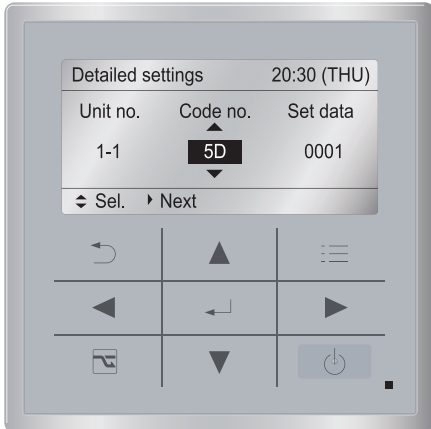 Detailed settings 20:30 (THU)
Unit no. Code no. Set data
1-1 5D 0001
Sel. Next